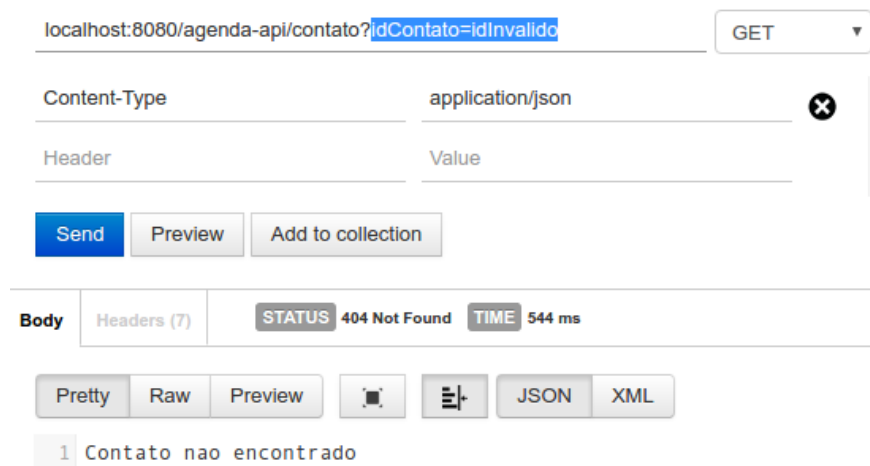 localhost:8080/agenda-api/contato?idContato=idInvalido GET
Content-Type application/json
Header Value
Send Preview Add to collection
Body Headers (7) STATUS 404 Not Found TIME 544 ms
Pretty Raw Preview JSON XML
1 Contato nao encontrado